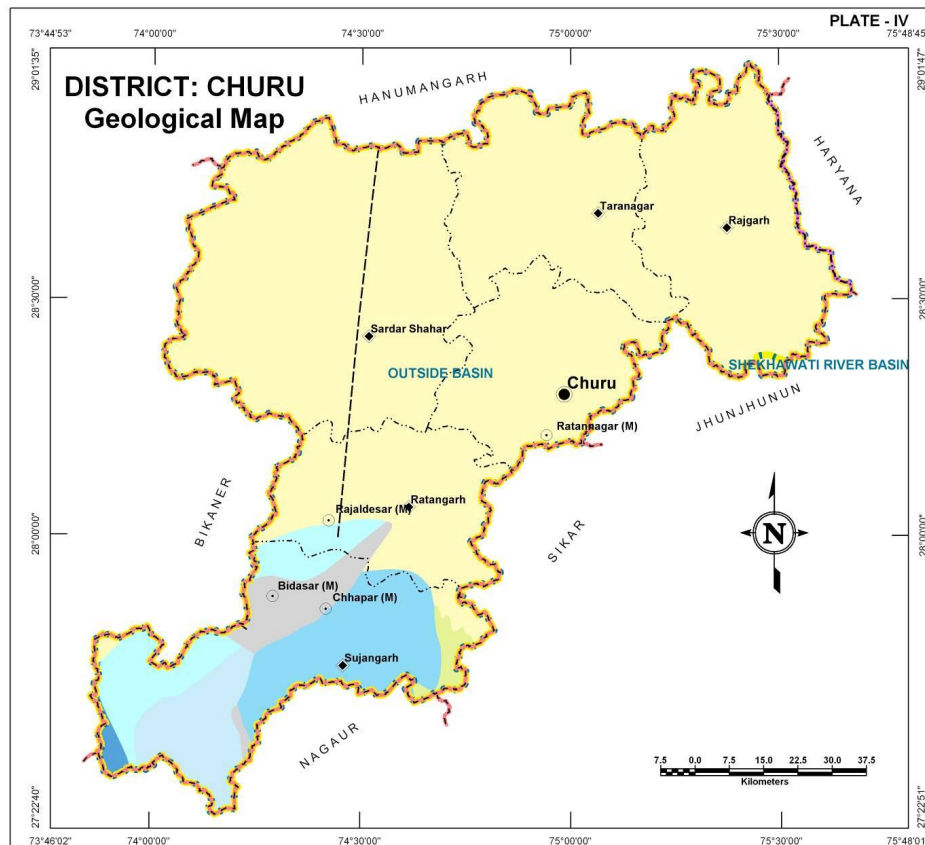 PLATE - IV
73°44'53"
74°00'00"
74°30'00"
75°00'00"
75°30'00"
75°48'45"
29°01'35"
29°01'47"
DISTRICT: CHURU
Geological Map
HANUMANGARH
HARYANA
Taranagar
Rajgarh
28°30'00"
28°30'00"
Sardar Shahar
OUTSIDE BASIN
SHEKHAWATI RIVER BASIN
Churu
JHUNJHUNUN
Ratannagar (M)
BIKANER
Ratangarh
Rajaldesar (M)
28°00'00"
28°00'00"
SIKAR
N
Bidasar (M)
Chhapar (M)
Sujangarh
NAGAUR
7.5 0.0 7.5 15.0 22.5 30.0 37.5
Kilometers
27°22'40"
27°22'51"
73°46'02"
74°00'00"
74°30'00"
75°00'00"
75°30'00"
75°48'01"